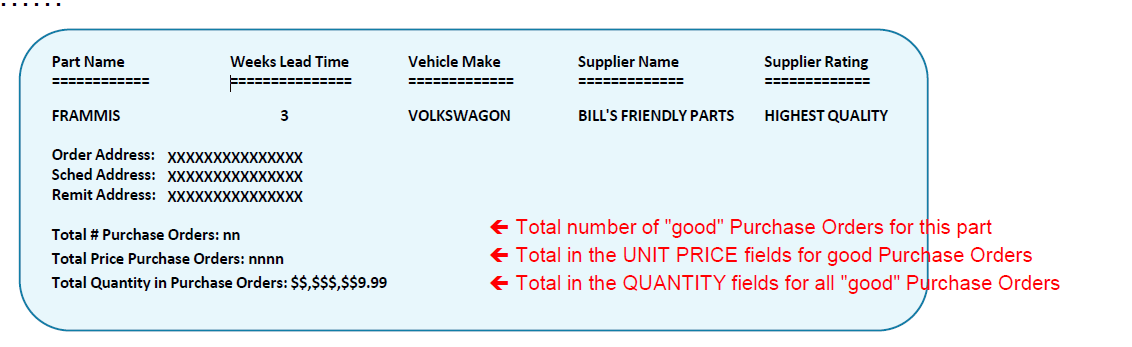 . . . . . .
Part Name Weeks Lead Time Vehicle Make Supplier Name Supplier Rating
============ =============== ============= ============= =============
FRAMMIS 3 VOLKSWAGON BILL'S FRIENDLY PARTS HIGHEST QUALITY
Order Address: XXXXXXXXXXXXXXX
Sched Address: XXXXXXXXXXXXXXX
Remit Address: XXXXXXXXXXXXXXX
Total # Purchase Orders: nn ← Total number of "good" Purchase Orders for this part
Total Price Purchase Orders: nnnn ← Total in the UNIT PRICE fields for good Purchase Orders
Total Quantity in Purchase Orders: $$,$$$,$$9.99 ← Total in the QUANTITY fields for all "good" Purchase Orders